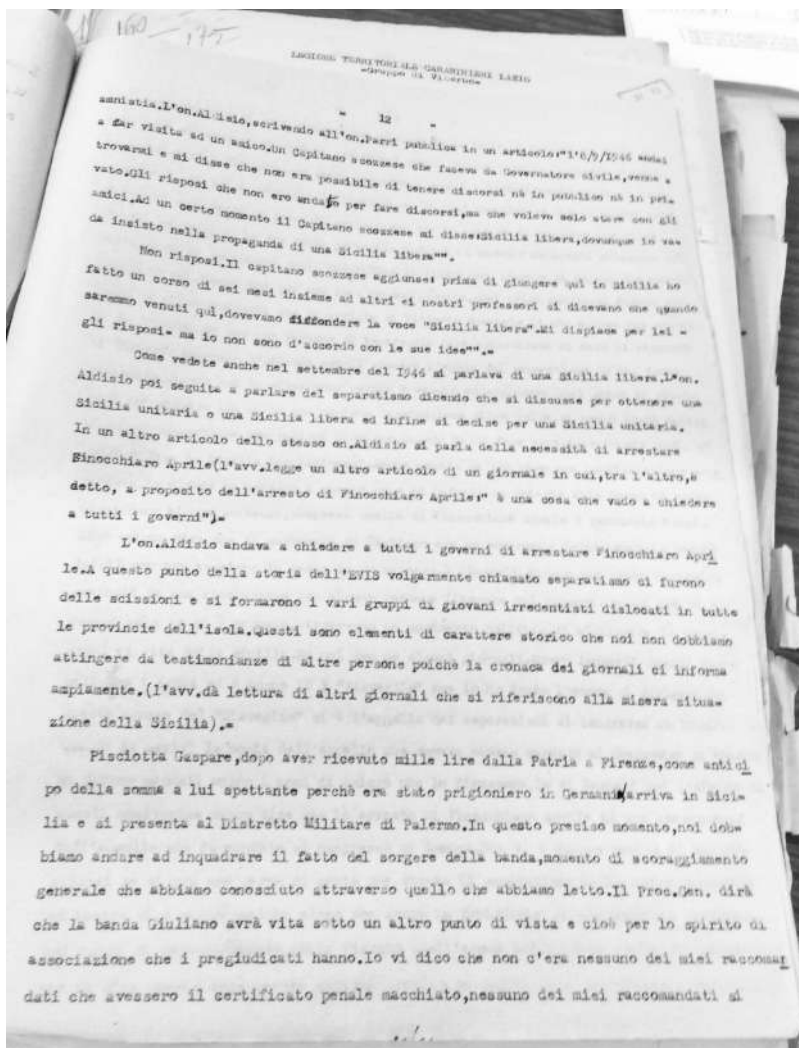 160 - 175
LEGIONE TERRITORIALE CARABINIERI LAZIO
=Gruppo di Viterbo=
= 12 =
amnistia.L'on.Aldisio,scrivendo all'on.Parri pubblica in un articolo:"l'8/9/1946 andai
a far visita ad un amico.Un Capitano scozzese che faceva da Governatore civile,venne a
trovarmi e mi disse che non era possibile di tenere discorsi nè in pubblico nè in pri=
vato.Gli risposi che non ero andato per fare discorsi,ma che volevo solo stare con gli
amici.Ad un certo momento il Capitano scozzese mi disse:Sicilia libera,dovunque io va=
da insisto nella propaganda di una Sicilia libera"".
Non risposi.Il capitano scozzese aggiunse: prima di giungere qui in Sicilia ho
fatto un corso di sei mesi insieme ad altri ei nostri professori ci dicevano che quando
saremmo venuti qui,dovevamo diffondere la voce "Sicilia libera".Mi dispiace per lei =
gli risposi= ma io non sono d'accordo con le sue idee"".=
Come vedete anche nel settembre del 1946 si parlava di una Sicilia libera.L'on.
Aldisio poi seguita a parlare del separatismo dicendo che si discusse per ottenere una
Sicilia unitaria o una Sicilia libera ed infine si decise per una Sicilia unitaria.
In un altro articolo dello stesso on.Aldisio si parla della necessità di arrestare
Finocchiaro Aprile(l'avv.legge un altro articolo di un giornale in cui,tra l'altro,è
detto, a proposito dell'arresto di Finocchiaro Aprile:" è una cosa che vado a chiedere
a tutti i governi")=
L'on.Aldisio andava a chiedere a tutti i governi di arrestare Finocchiaro Apri
le.A questo punto della storia dell'EVIS volgarmente chiamato separatismo ci furono
delle scissioni e si formarono i vari gruppi di giovani irredentisti dislocati in tutte
le provincie dell'isola.questi sono elementi di carattere storico che noi non dobbiamo
attingere da testimonianze di altre persone poichè la cronaca dei giornali ci informa
ampiamente.(l'avv.dà lettura di altri giornali che si riferiscono alla misera situa=
zione della Sicilia).=
Pisciotta Gaspare,dopo aver ricevuto mille lire dalla Patria a Firenze,come antici
po della somma a lui spettante perchè era stato prigioniero in Germania arriva in Sici=
lia e si presenta al Distretto Militare di Palermo.In questo preciso momento,noi dob=
biamo andare ad inquadrare il fatto del sorgere della banda,momento di scoraggiamento
generale che abbiamo conosciuto attraverso quello che abbiamo letto.Il Proc.Gen. dirà
che la banda Giuliano avrà vita sotto un altro punto di vista e cioè per lo spirito di
associazione che i pregiudicati hanno.Io vi dico che non c'era nessuno dei miei raccoman
dati che avessero il certificato penale macchiato,nessuno dei miei raccomandati si
./.